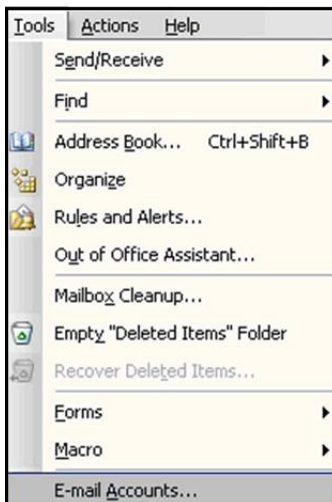 Tools Actions Help
Send/Receive
Find
Address Book... Ctrl+Shift+B
Organize
Rules and Alerts...
Out of Office Assistant...
Mailbox Cleanup...
Empty "Deleted Items" Folder
Recover Deleted Items...
Forms
Macro
E-mail Accounts...